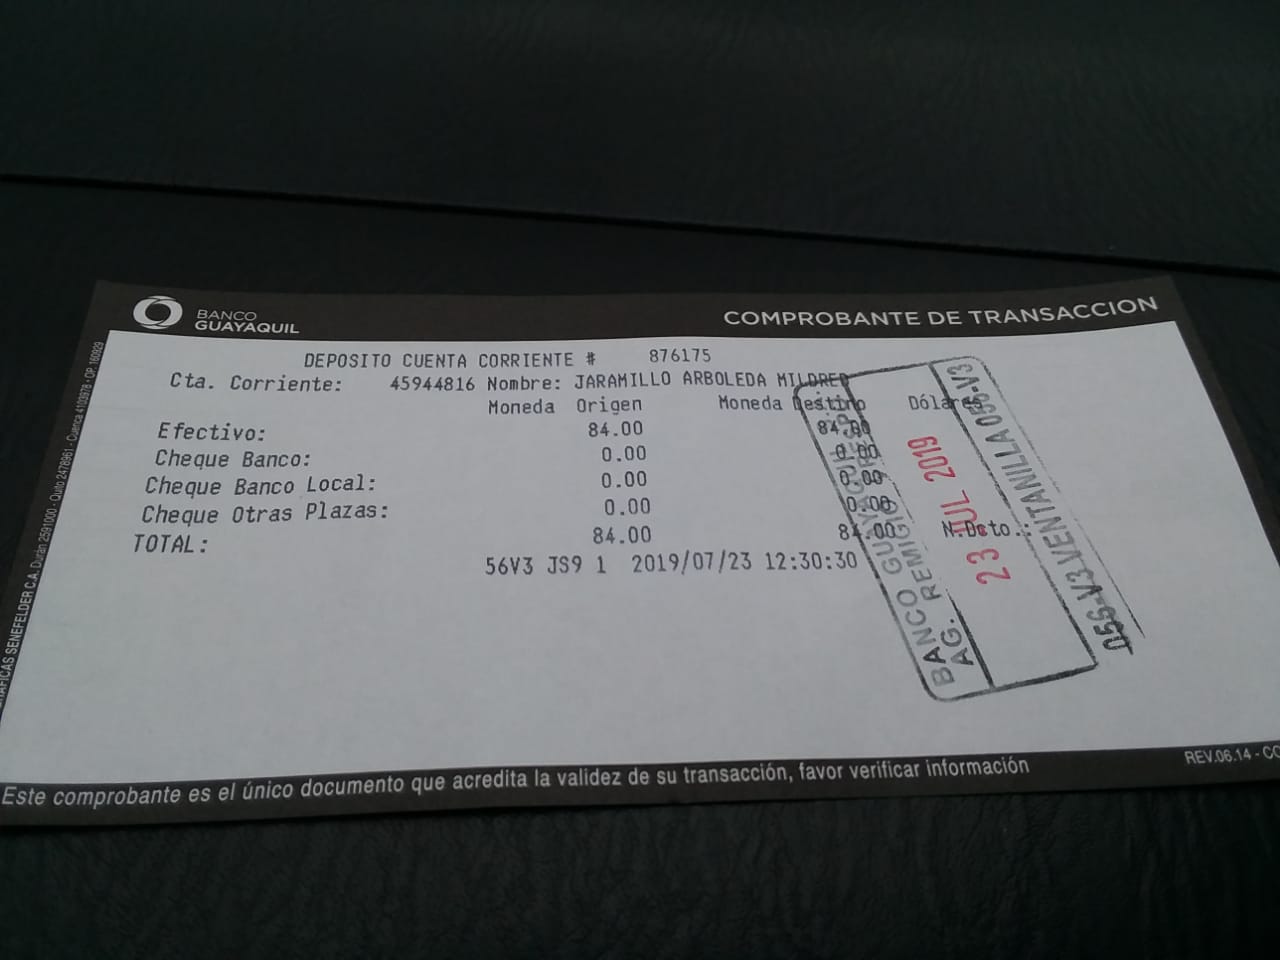 BANCO
GUAYAQUIL
COMPROBANTE DE TRANSACCION
DEPOSITO CUENTA CORRIENTE # 876175
Cta. Corriente: 45944816 Nombre: JARAMILLO ARBOLEDA MILDRED
Moneda Origen Moneda Destino Dólares
Efectivo: 84.00 84.00
Cheque Banco: 0.00 0.00
Cheque Banco Local: 0.00 0.00
Cheque Otras Plazas: 0.00 0.00
TOTAL: 84.00 84.00 N.Dcto.:
56V3 JS9 1 2019/07/23 12:30:30
BANCO GUAYAQUIL
AG. REMIGIO CRESPO
23 JUL 2019
056-V3 VENTANILLA 056-V3
Este comprobante es el único documento que acredita la validez de su transacción, favor verificar información
REV.06.14 - CO
GRAFICAS SENEFELDER C.A. Durán 2591000 - Quito 2478961 - Cuenca 4103978 - OP. 160929